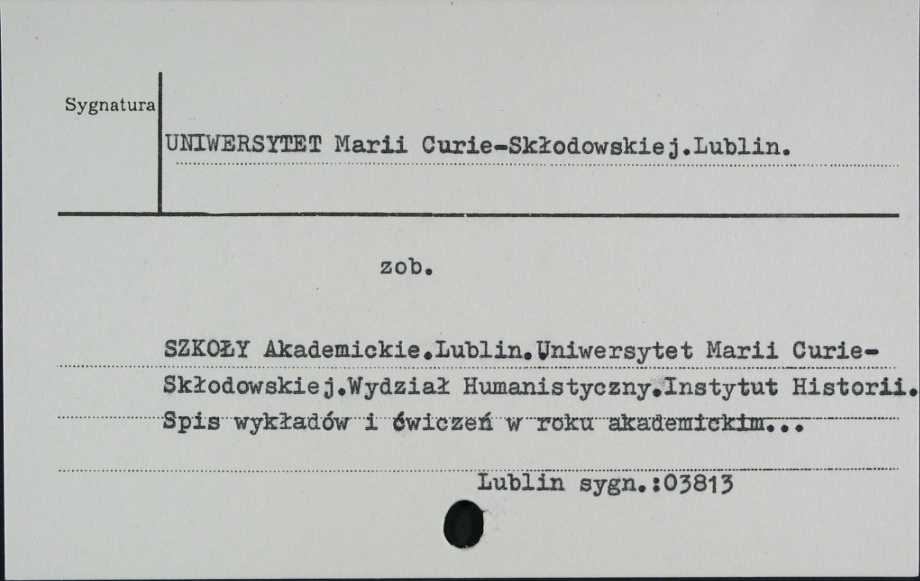 Sygnatura
UNIWERSYTET Marii Curie-Skłodowskiej.Lublin.
zob.
SZKOŁY Akademickie.Lublin.Uniwersytet Marii Curie-
Skłodowskiej.Wydział Humanistyczny.Instytut Historii.
Spis wykładów i ćwiczeń w roku akademickim...
Lublin sygn.:03813